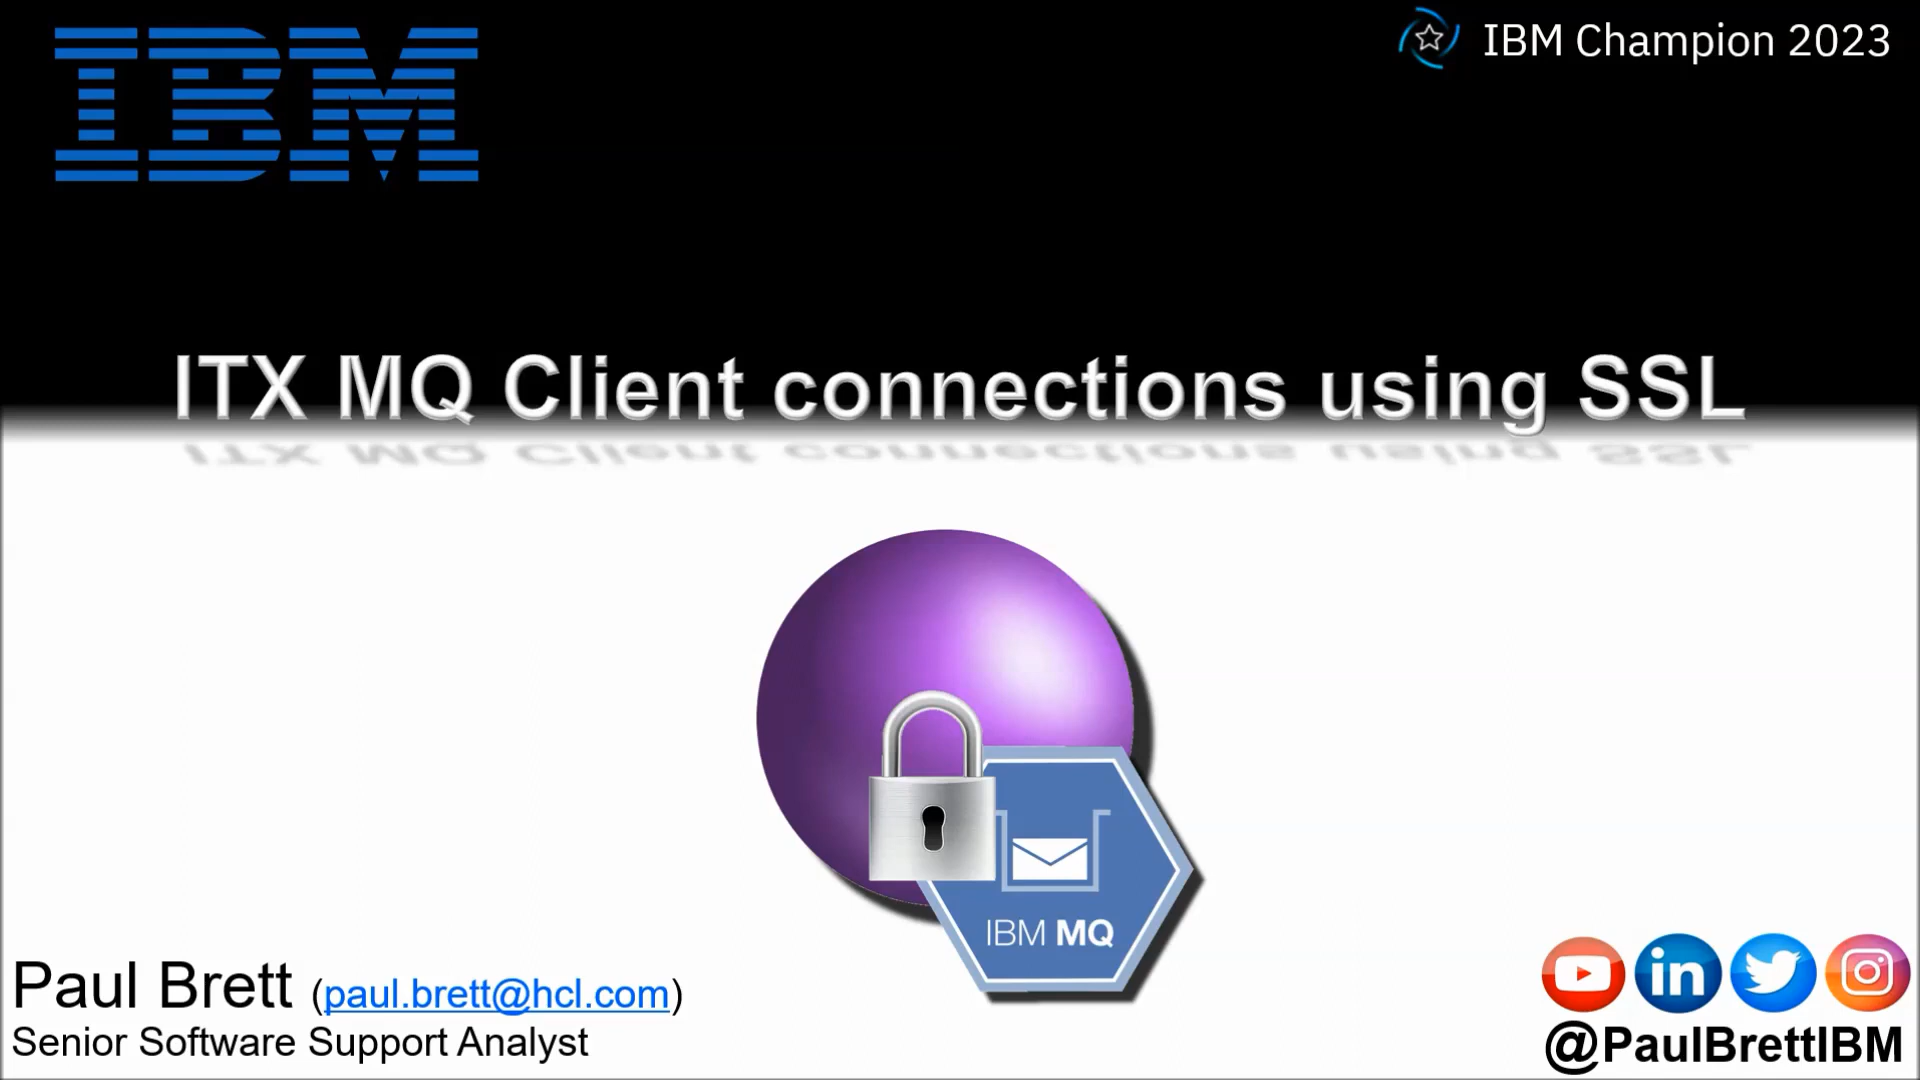 IBM
IBM Champion 2023
ITX MQ Client connections using SSL
IBM MQ
Paul Brett (paul.brett@hcl.com)
Senior Software Support Analyst
in
@PaulBrettIBM